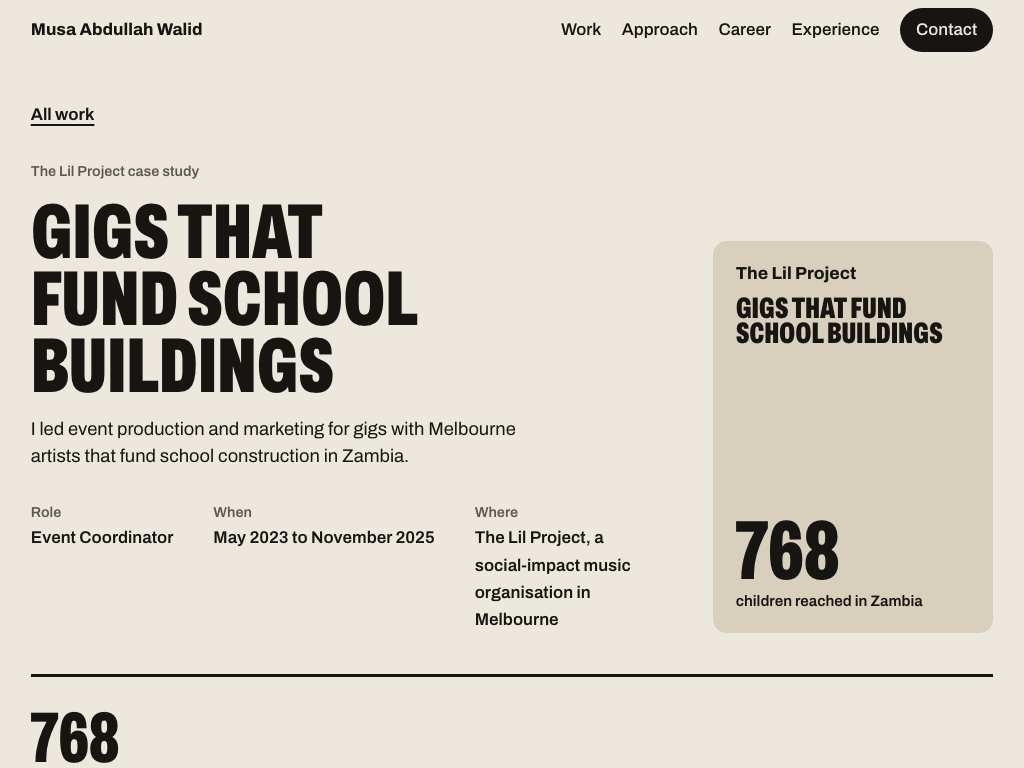 Musa Abdullah Walid
Work
Approach
Career
Experience
Contact
All work
The Lil Project case study
GIGS THAT
FUND SCHOOL
BUILDINGS
I led event production and marketing for gigs with Melbourne
artists that fund school construction in Zambia.
Role
Event Coordinator
When
May 2023 to November 2025
Where
The Lil Project, a
social-impact music
organisation in
Melbourne
The Lil Project
GIGS THAT FUND
SCHOOL BUILDINGS
768
children reached in Zambia
768